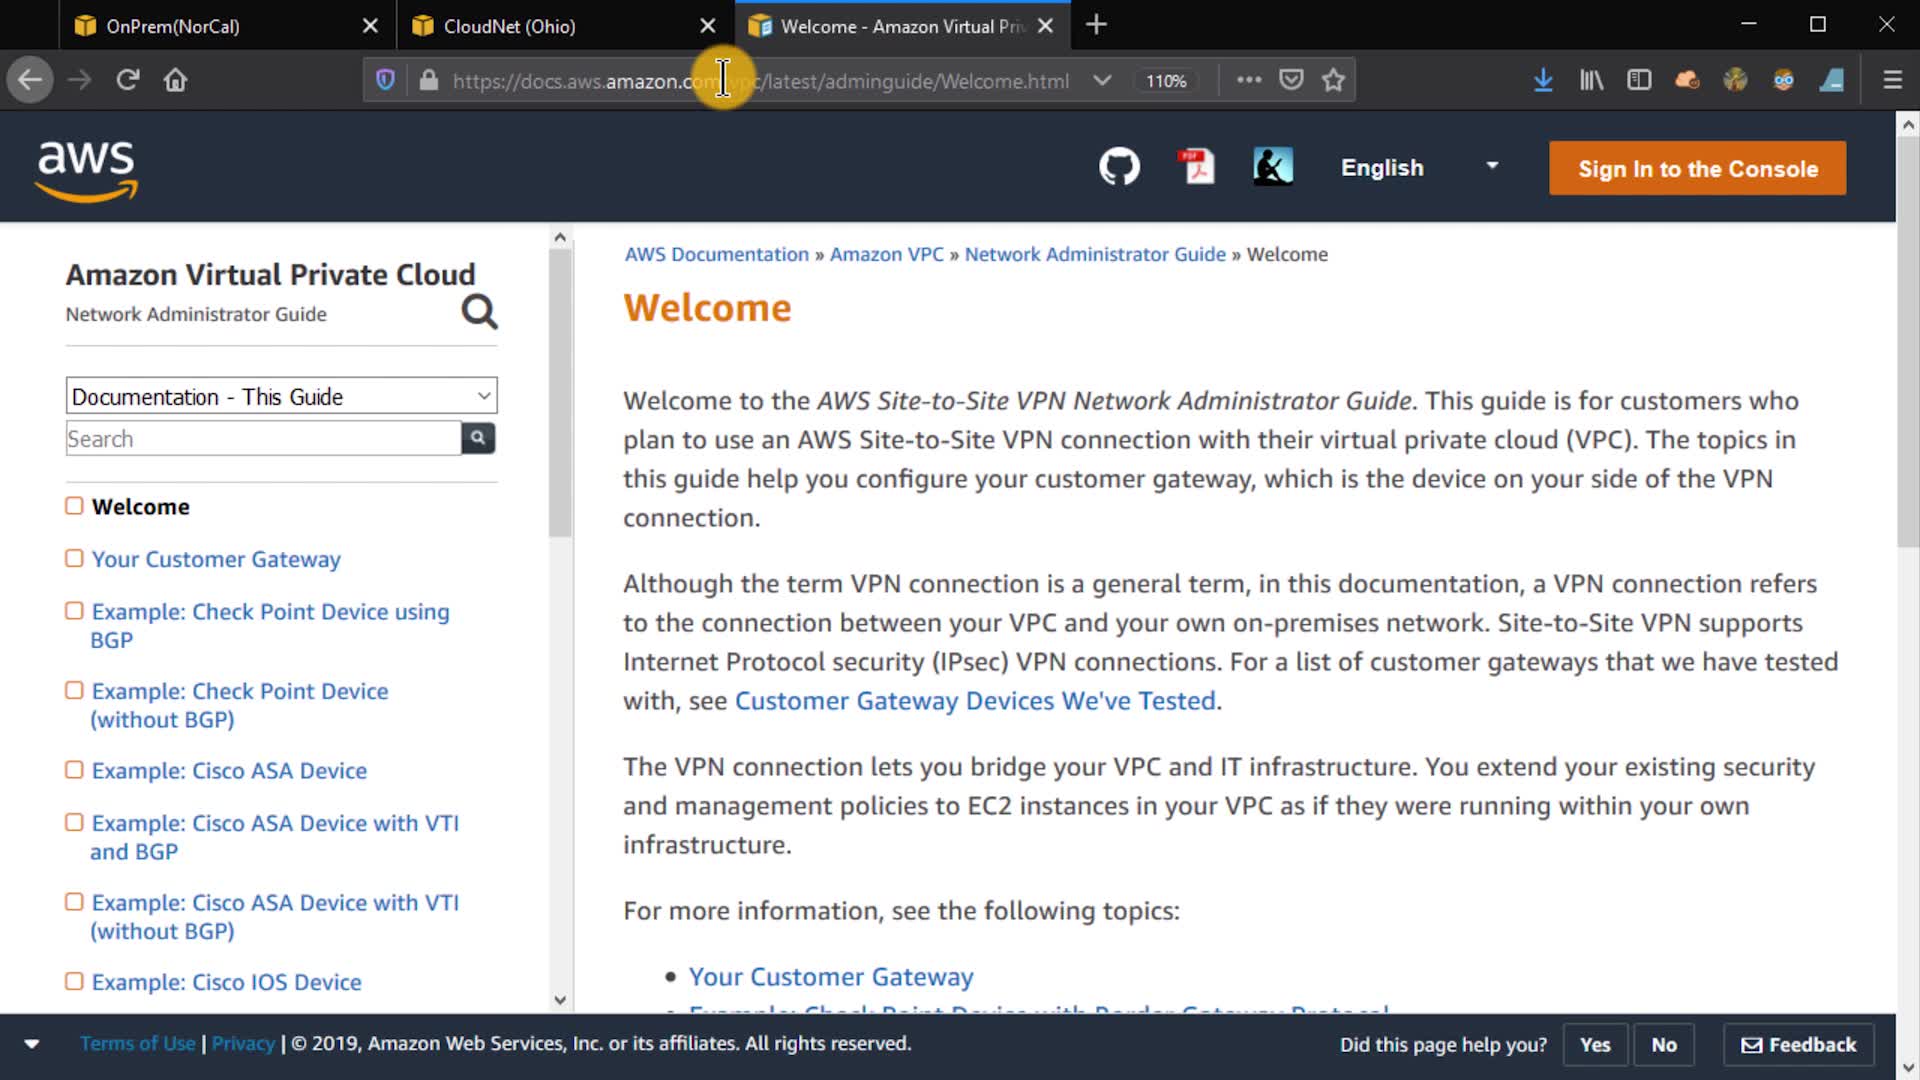 OnPrem(NorCal)
CloudNet (Ohio)
Welcome - Amazon Virtual Priv
https://docs.aws.amazon.com/vpc/latest/adminguide/Welcome.html
110%
aws
PDF
English
Sign In to the Console
Amazon Virtual Private Cloud
Network Administrator Guide
Documentation - This Guide
Search
Welcome
Your Customer Gateway
Example: Check Point Device using
BGP
Example: Check Point Device
(without BGP)
Example: Cisco ASA Device
Example: Cisco ASA Device with VTI
and BGP
Example: Cisco ASA Device with VTI
(without BGP)
Example: Cisco IOS Device
AWS Documentation » Amazon VPC » Network Administrator Guide » Welcome
Welcome
Welcome to the AWS Site-to-Site VPN Network Administrator Guide. This guide is for customers who
plan to use an AWS Site-to-Site VPN connection with their virtual private cloud (VPC). The topics in
this guide help you configure your customer gateway, which is the device on your side of the VPN
connection.
Although the term VPN connection is a general term, in this documentation, a VPN connection refers
to the connection between your VPC and your own on-premises network. Site-to-Site VPN supports
Internet Protocol security (IPsec) VPN connections. For a list of customer gateways that we have tested
with, see Customer Gateway Devices We've Tested.
The VPN connection lets you bridge your VPC and IT infrastructure. You extend your existing security
and management policies to EC2 instances in your VPC as if they were running within your own
infrastructure.
For more information, see the following topics:
• Your Customer Gateway
• Example: Check Point Device with Border Gateway Protocol
Terms of Use | Privacy | © 2019, Amazon Web Services, Inc. or its affiliates. All rights reserved.
Did this page help you?
Yes
No
Feedback